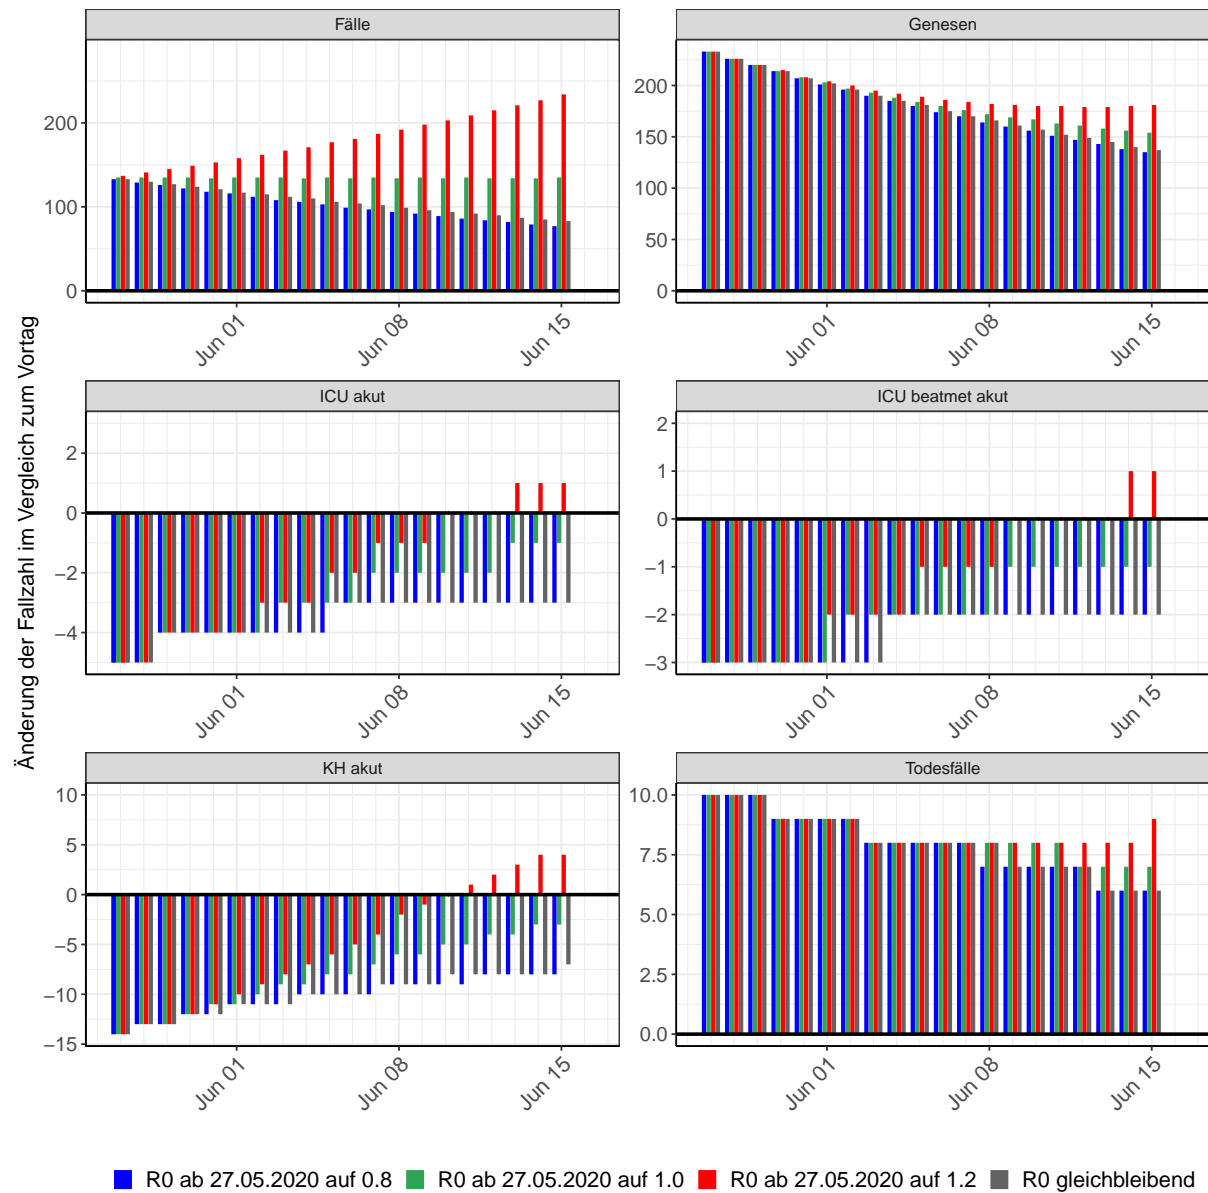 Änderung der Fallzahl im Vergleich zum Vortag
Fälle
200
100
0
Jun 01
Jun 08
Jun 15
Genesen
200
150
100
50
0
Jun 01
Jun 08
Jun 15
ICU akut
2
0
−2
−4
Jun 01
Jun 08
Jun 15
ICU beatmet akut
2
1
0
−1
−2
−3
Jun 01
Jun 08
Jun 15
KH akut
10
5
0
−5
−10
−15
Jun 01
Jun 08
Jun 15
Todesfälle
10.0
7.5
5.0
2.5
0.0
Jun 01
Jun 08
Jun 15
R0 ab 27.05.2020 auf 0.8 R0 ab 27.05.2020 auf 1.0 R0 ab 27.05.2020 auf 1.2 R0 gleichbleibend